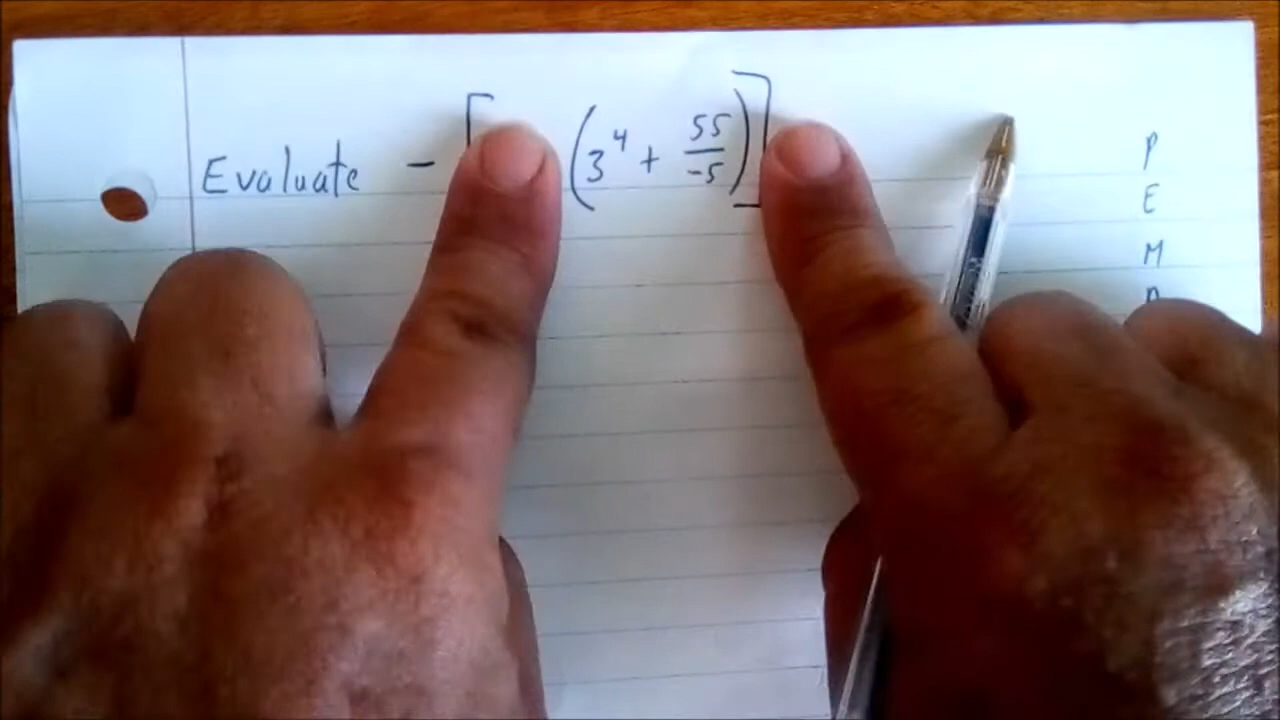 Evaluate - [ (3⁴ + 55/-5)]
P
E
M